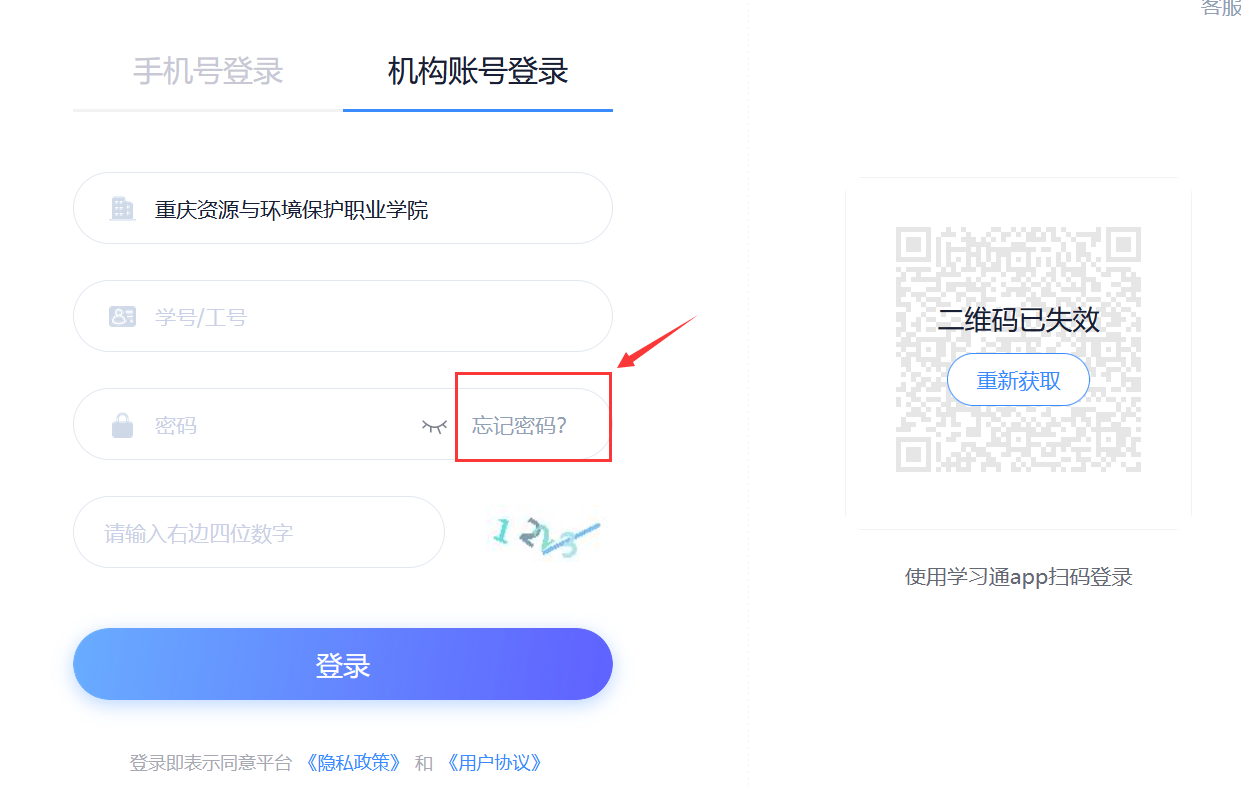 客服
手机号登录
机构账号登录
重庆资源与环境保护职业学院
学号/工号
密码
忘记密码?
请输入右边四位数字
1223
登录
登录即表示同意平台《隐私政策》和《用户协议》
二维码已失效
重新获取
使用学习通app扫码登录